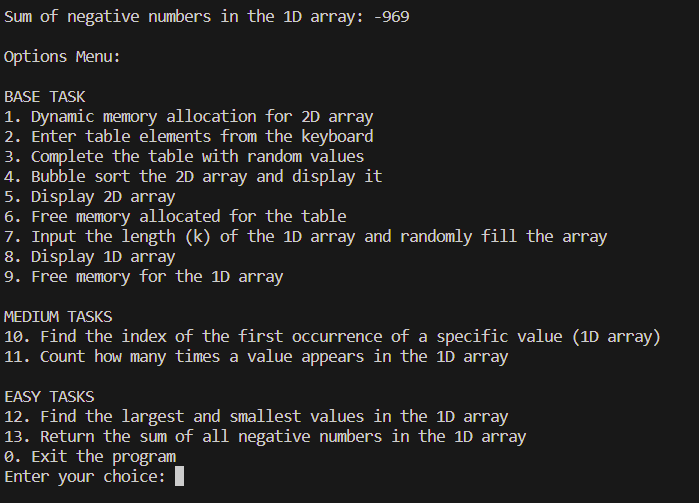 Sum of negative numbers in the 1D array: -969
Options Menu:
BASE TASK
1. Dynamic memory allocation for 2D array
2. Enter table elements from the keyboard
3. Complete the table with random values
4. Bubble sort the 2D array and display it
5. Display 2D array
6. Free memory allocated for the table
7. Input the length (k) of the 1D array and randomly fill the array
8. Display 1D array
9. Free memory for the 1D array
MEDIUM TASKS
10. Find the index of the first occurrence of a specific value (1D array)
11. Count how many times a value appears in the 1D array
EASY TASKS
12. Find the largest and smallest values in the 1D array
13. Return the sum of all negative numbers in the 1D array
0. Exit the program
Enter your choice: